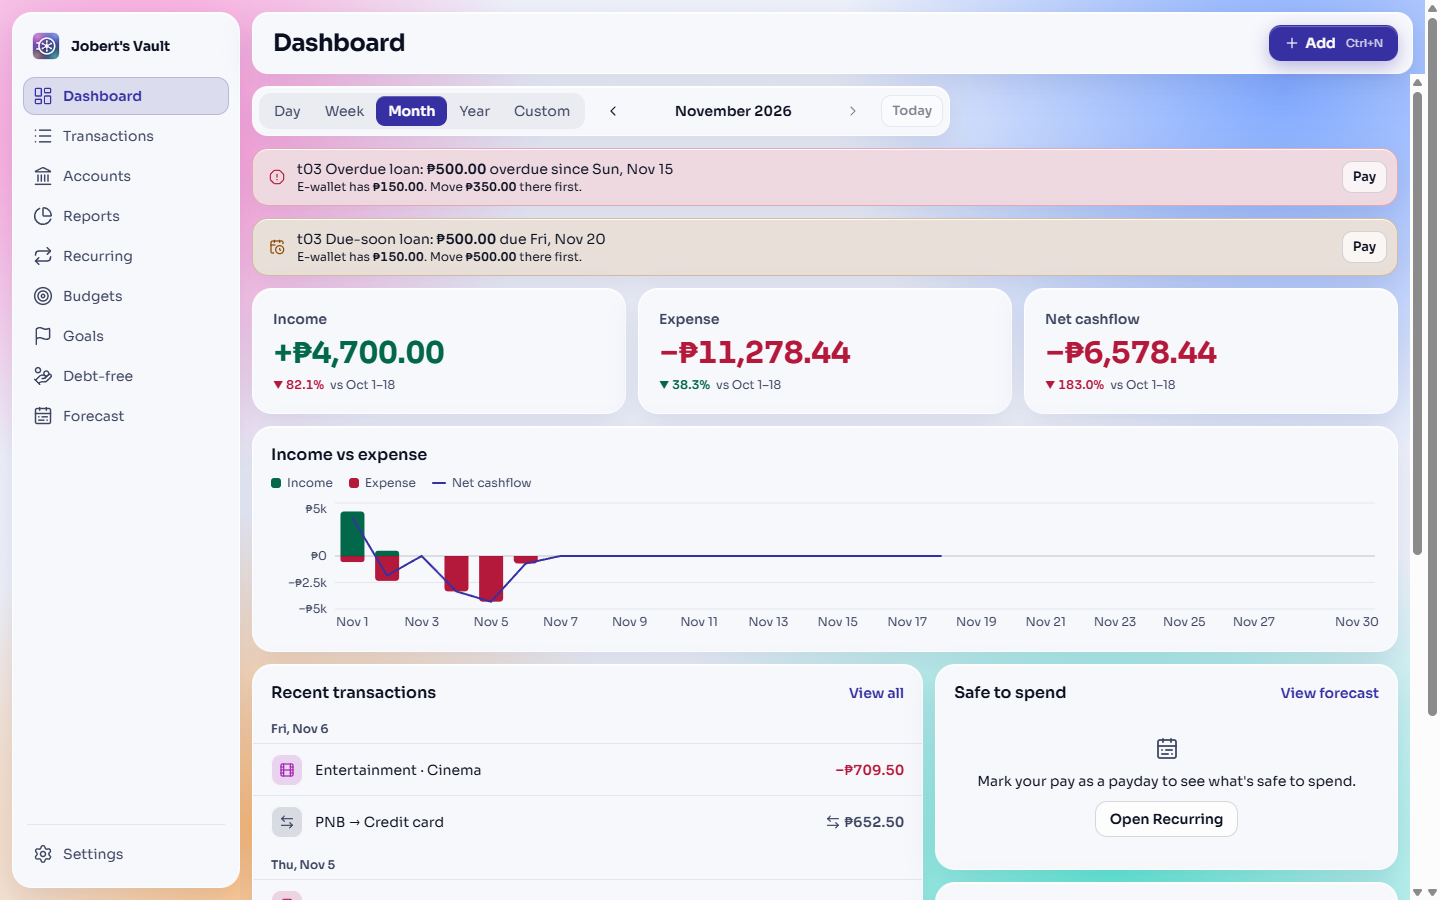 Jobert's Vault
Dashboard
Transactions
Accounts
Reports
Recurring
Budgets
Goals
Debt-free
Forecast
Settings
Dashboard
+ Add Ctrl+N
Day Week Month Year Custom
November 2026
Today
t03 Overdue loan: ₱500.00 overdue since Sun, Nov 15
E-wallet has ₱150.00. Move ₱350.00 there first.
Pay
t03 Due-soon loan: ₱500.00 due Fri, Nov 20
E-wallet has ₱150.00. Move ₱500.00 there first.
Pay
Income
+₱4,700.00
▼ 82.1% vs Oct 1–18
Expense
−₱11,278.44
▼ 38.3% vs Oct 1–18
Net cashflow
−₱6,578.44
▼ 183.0% vs Oct 1–18
Income vs expense
Income Expense Net cashflow
₱5k
₱0
−₱2.5k
−₱5k
Nov 1 Nov 3 Nov 5 Nov 7 Nov 9 Nov 11 Nov 13 Nov 15 Nov 17 Nov 19 Nov 21 Nov 23 Nov 25 Nov 27 Nov 30
Recent transactions
View all
Fri, Nov 6
Entertainment · Cinema −₱709.50
PNB → Credit card ₱652.50
Thu, Nov 5
Safe to spend
View forecast
Mark your pay as a payday to see what's safe to spend.
Open Recurring